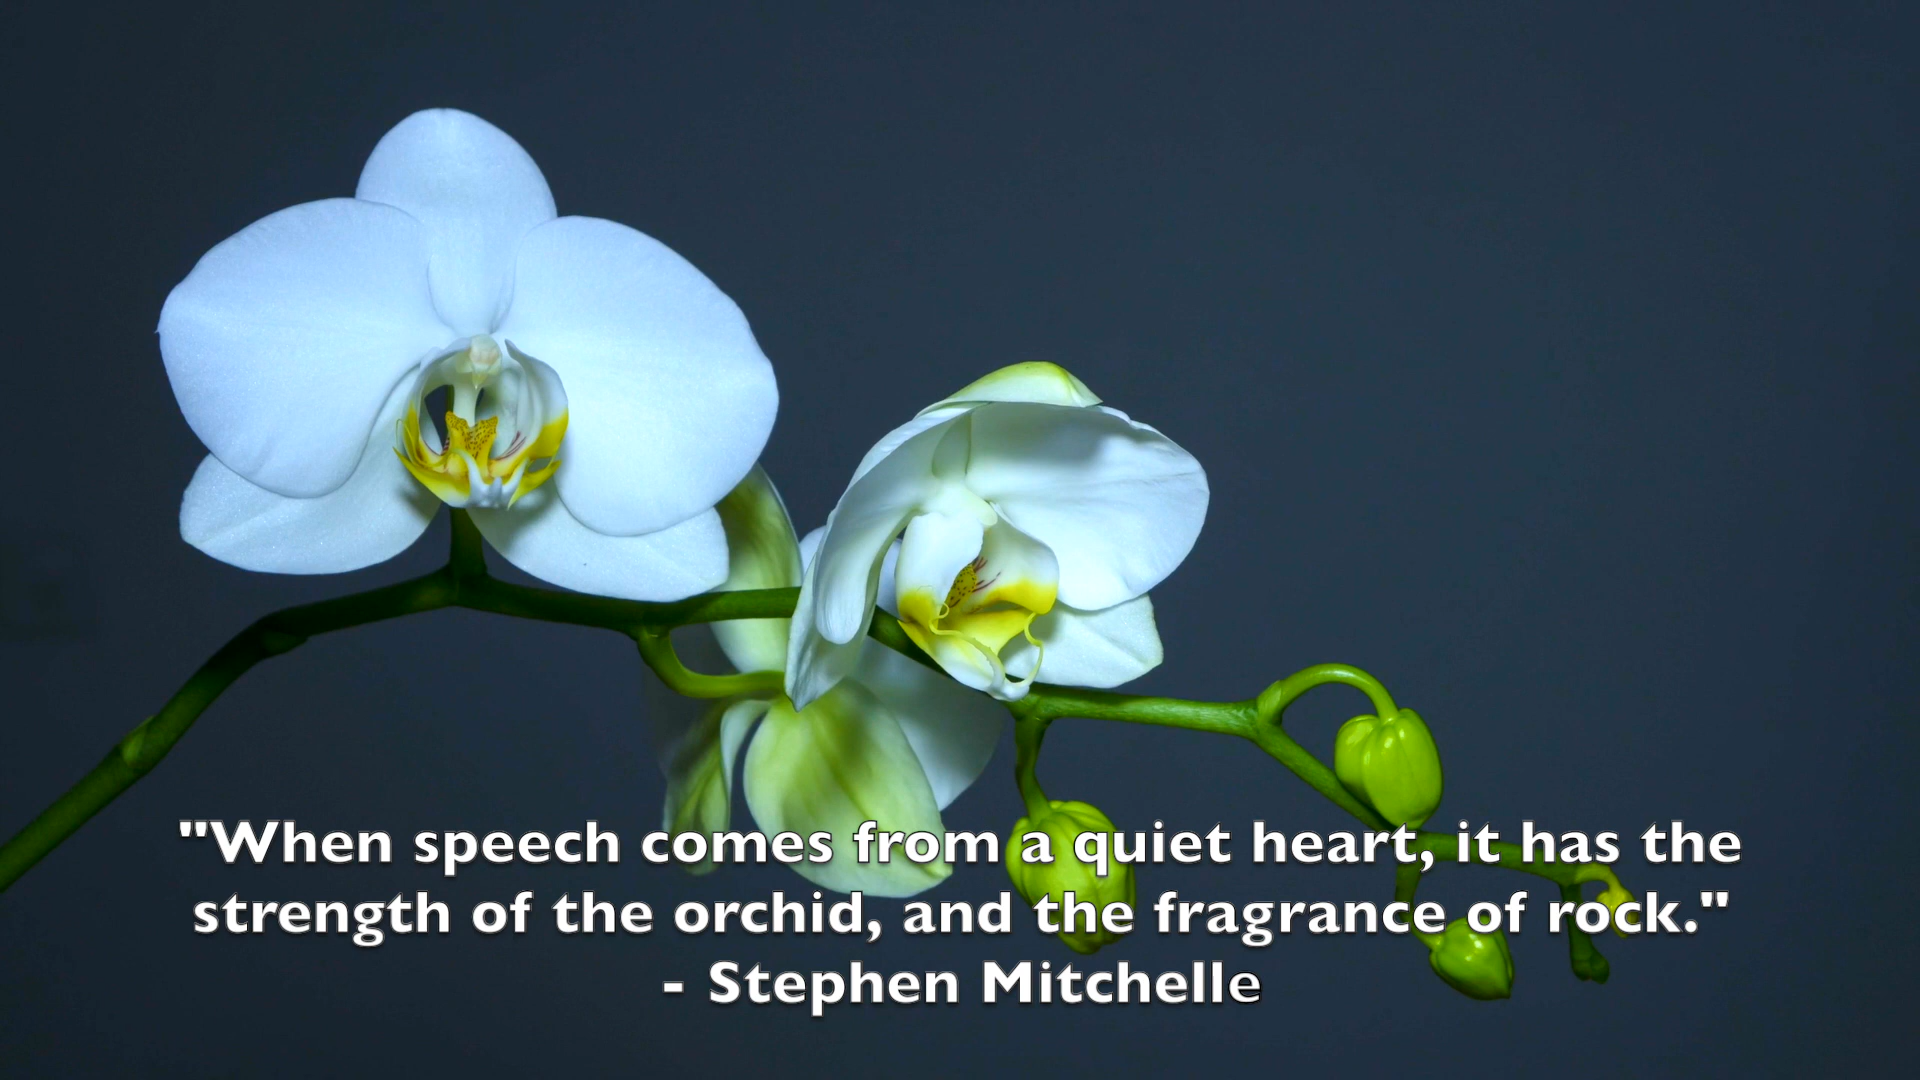 "When speech comes from a quiet heart, it has the
strength of the orchid, and the fragrance of rock."
- Stephen Mitchelle